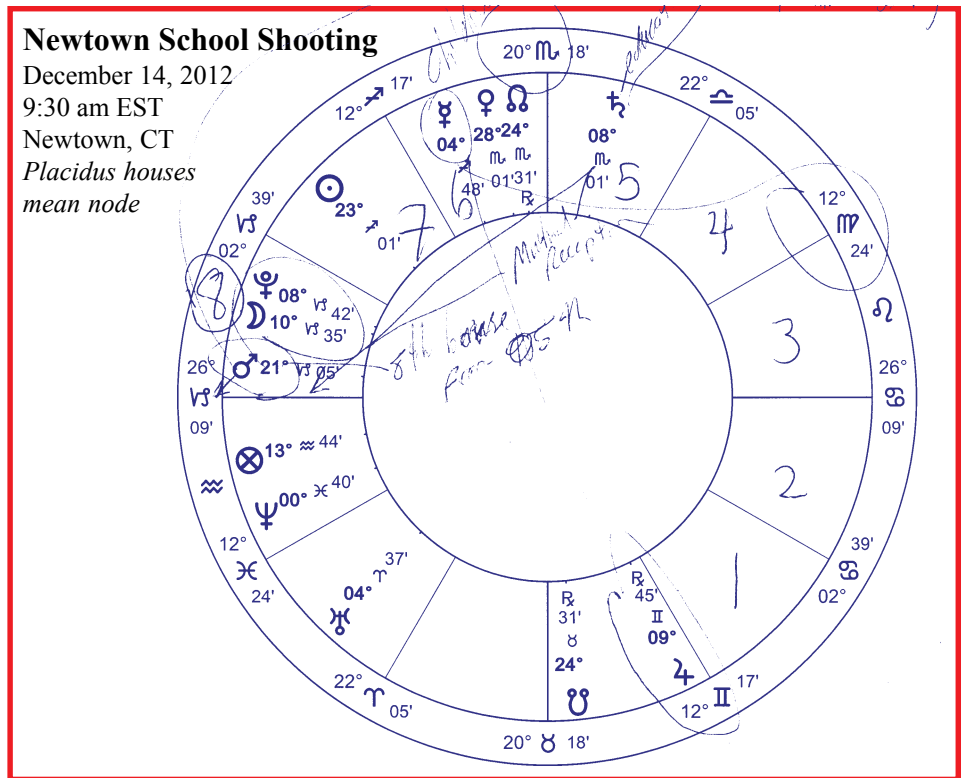 Newtown School Shooting
December 14, 2012
9:30 am EST
Newtown, CT
Placidus houses
mean node
20° ♏ 18'
22° ♎ 05'
12° ♍ 24'
♌
26° ♋ 09'
02° ♋ 39'
12° ♊ 17'
20° ♉ 18'
22° ♈ 05'
12° ♓ 24'
♒
26° ♑ 09'
02° ♑ 39'
12° ♐ 17'
☿ 04° ♐ 48'
♀ 28° ♏ 01'
☊ 24° ♏ 31' ℞
♄ 08° ♏ 01'
☉ 23° ♐ 01'
♇ 08° ♑ 42'
☽ 10° ♑ 35'
♂ 21° ♑ 05'
⊗ 13° ♒ 44'
♆ 00° ♓ 40'
♅ 04° ♈ 37'
☋ 24° ♉ 31' ℞
♃ 09° ♊ 45' ℞
1
2
3
4
5
6
7
8
8th house
from